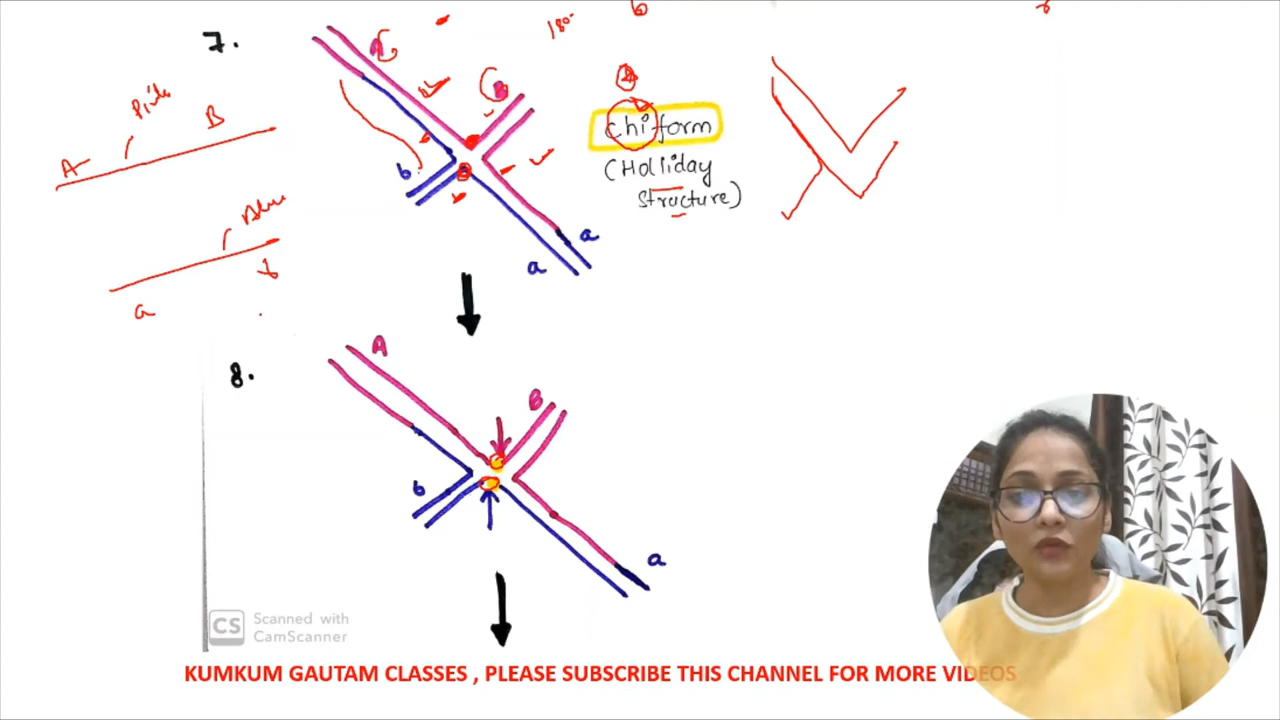 7.
A
B
180°
b
Pink
A B
b
Chi form
(Holliday
Structure)
Blue
a b
a
a
8.
A
B
b
a
CS Scanned with
CamScanner
KUMKUM GAUTAM CLASSES , PLEASE SUBSCRIBE THIS CHANNEL FOR MORE VIDEOS